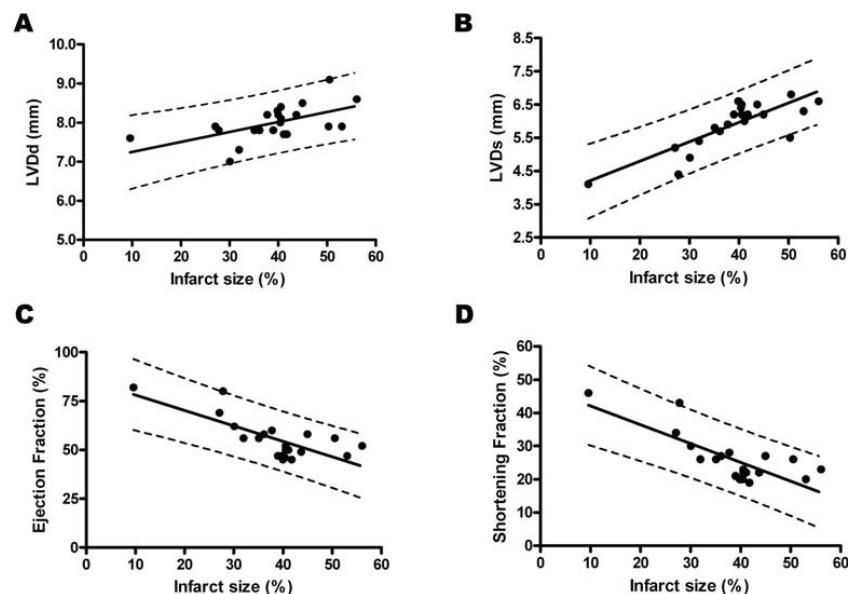 A
LVDd (mm)
10.0
9.0
8.0
7.0
6.0
5.0
0 10 20 30 40 50 60
Infarct size (%)
B
LVDs (mm)
8.5
7.5
6.5
5.5
4.5
3.5
2.5
0 10 20 30 40 50 60
Infarct size (%)
C
Ejection Fraction (%)
100
75
50
25
0
0 10 20 30 40 50 60
Infarct size (%)
D
Shortening Fraction (%)
60
50
40
30
20
10
0
0 10 20 30 40 50 60
Infarct size (%)